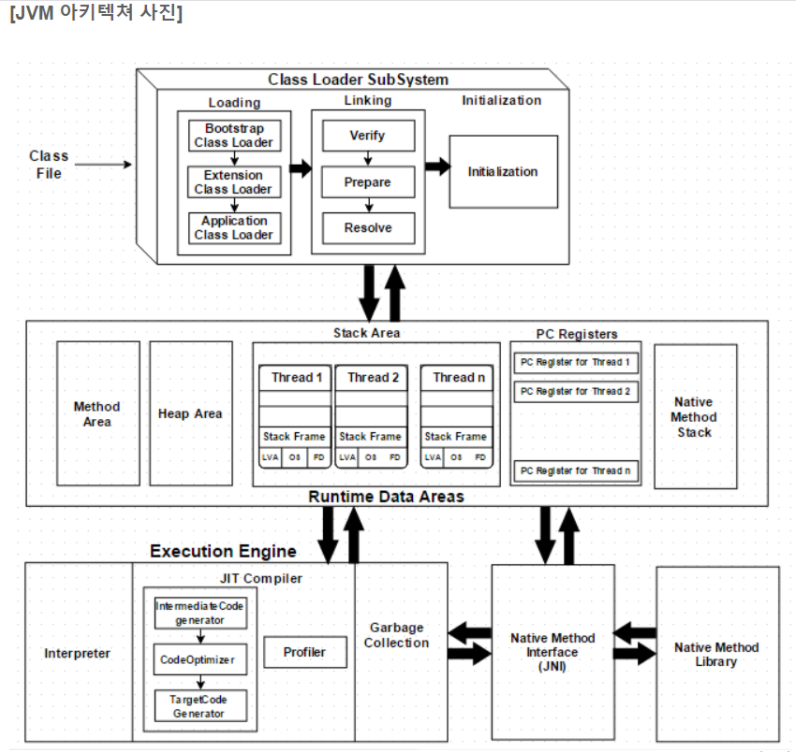 [JVM 아키텍쳐 사진]
Class Loader SubSystem
Loading
Linking
Initialization
Class
File
Bootstrap
Class Loader
Extension
Class Loader
Application
Class Loader
Verify
Prepare
Resolve
Initialization
Stack Area
PC Registers
Method
Area
Heap Area
Thread 1
Thread 2
Thread n
Stack Frame
Stack Frame
Stack Frame
LVA OS FD
LVA OS FD
LVA OS FD
PC Register for Thread 1
PC Register for Thread 2
PC Register for Thread n
Native
Method
Stack
Runtime Data Areas
Execution Engine
JIT Compiler
Interpreter
IntermediateCode
generator
CodeOptimizer
TargetCode
Generator
Profiler
Garbage
Collection
Native Method
Interface
(JNI)
Native Method
Library